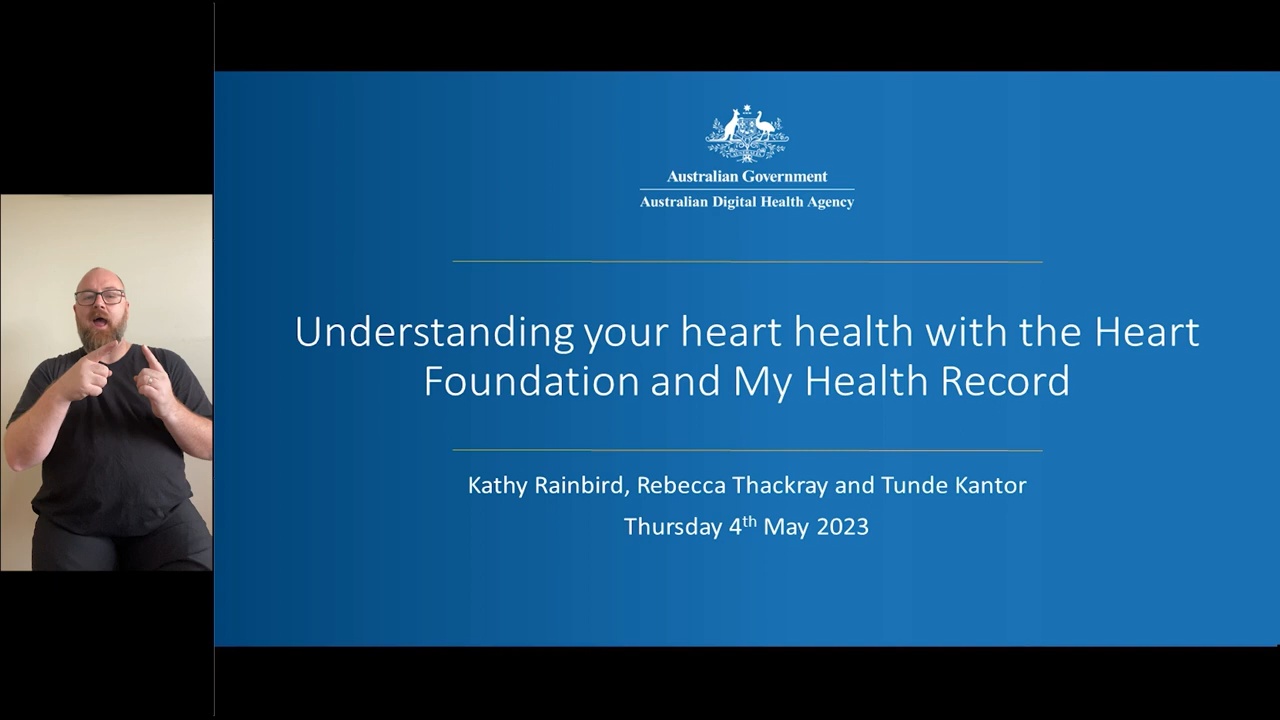 Australian Government
Australian Digital Health Agency
Understanding your heart health with the Heart
Foundation and My Health Record
Kathy Rainbird, Rebecca Thackray and Tunde Kantor
Thursday 4th May 2023